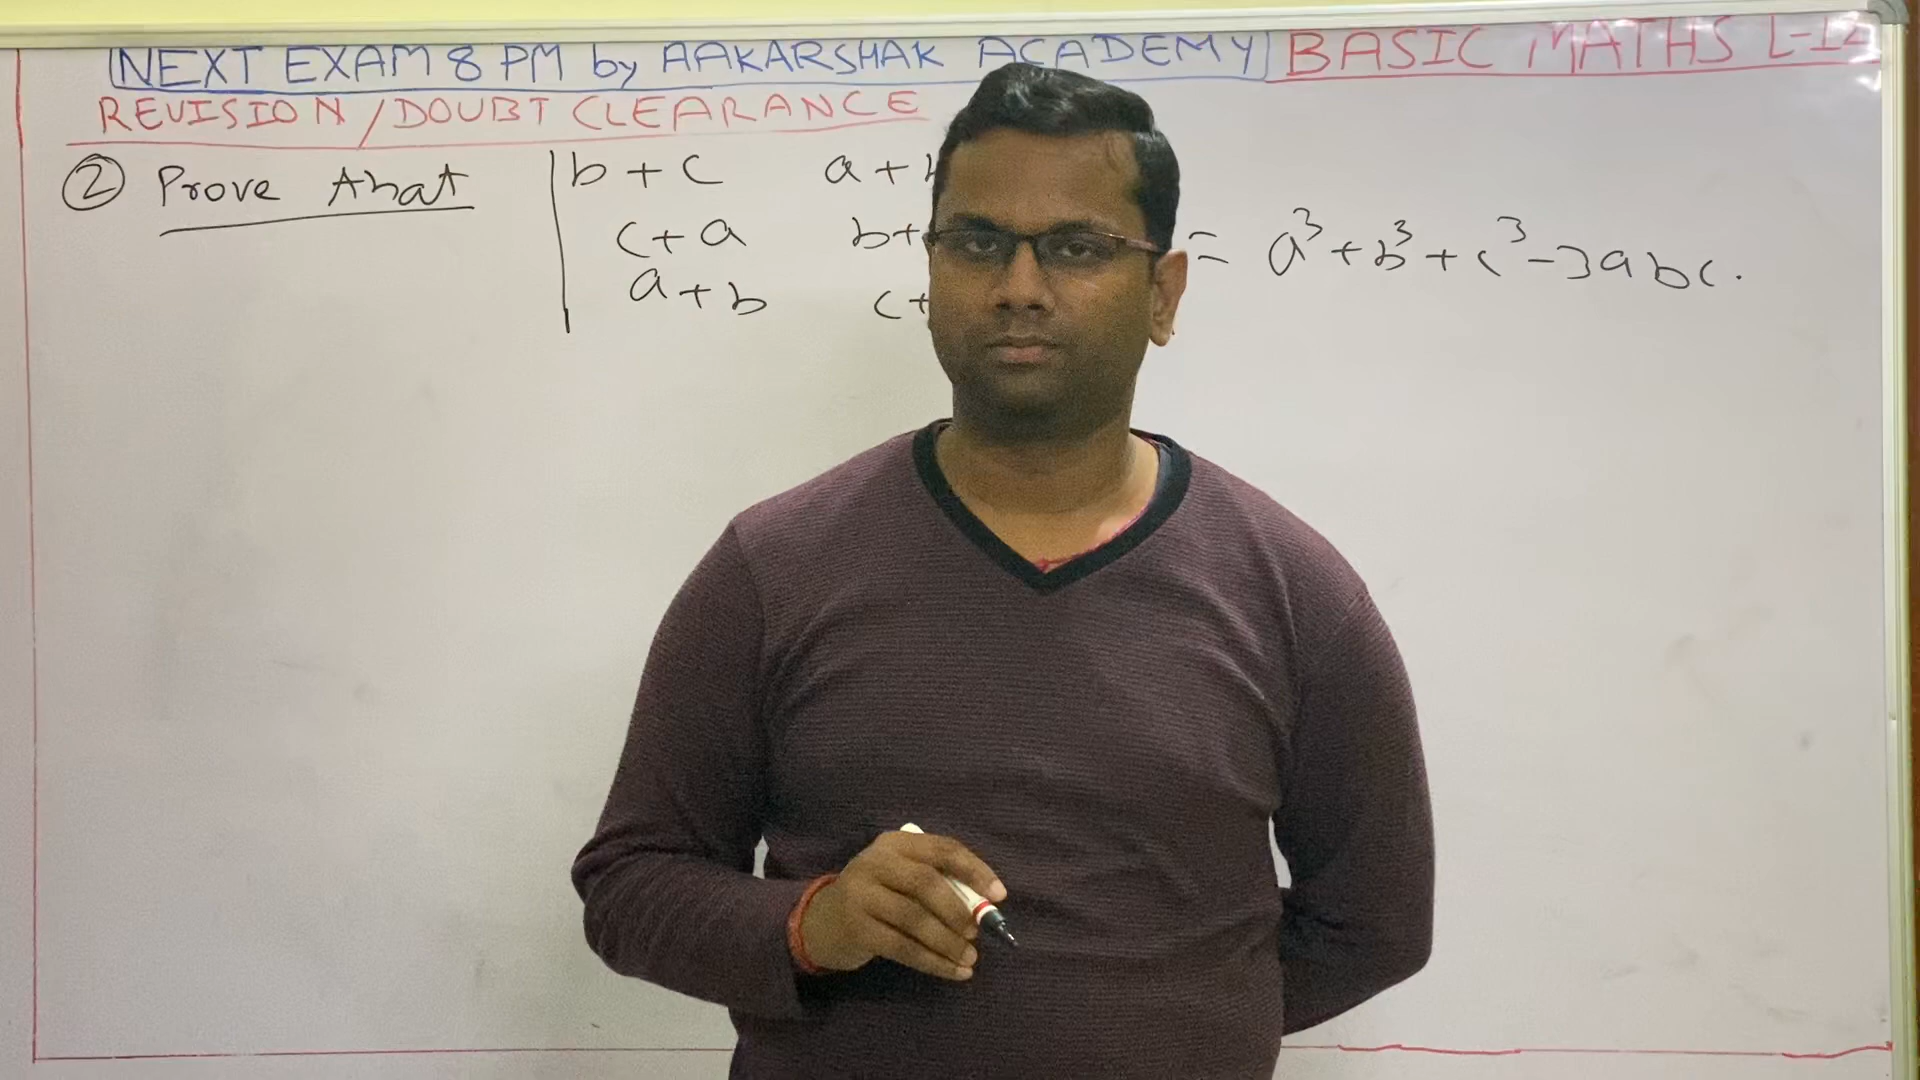 NEXT EXAM 8 PM by AAKARSHAK ACADEMY BASIC MATHS L-12
REVISION / DOUBT CLEARANCE
② Prove that | b + c a +
c + a b +
a + b c +
= a³ + b³ + c³ - 3abc.